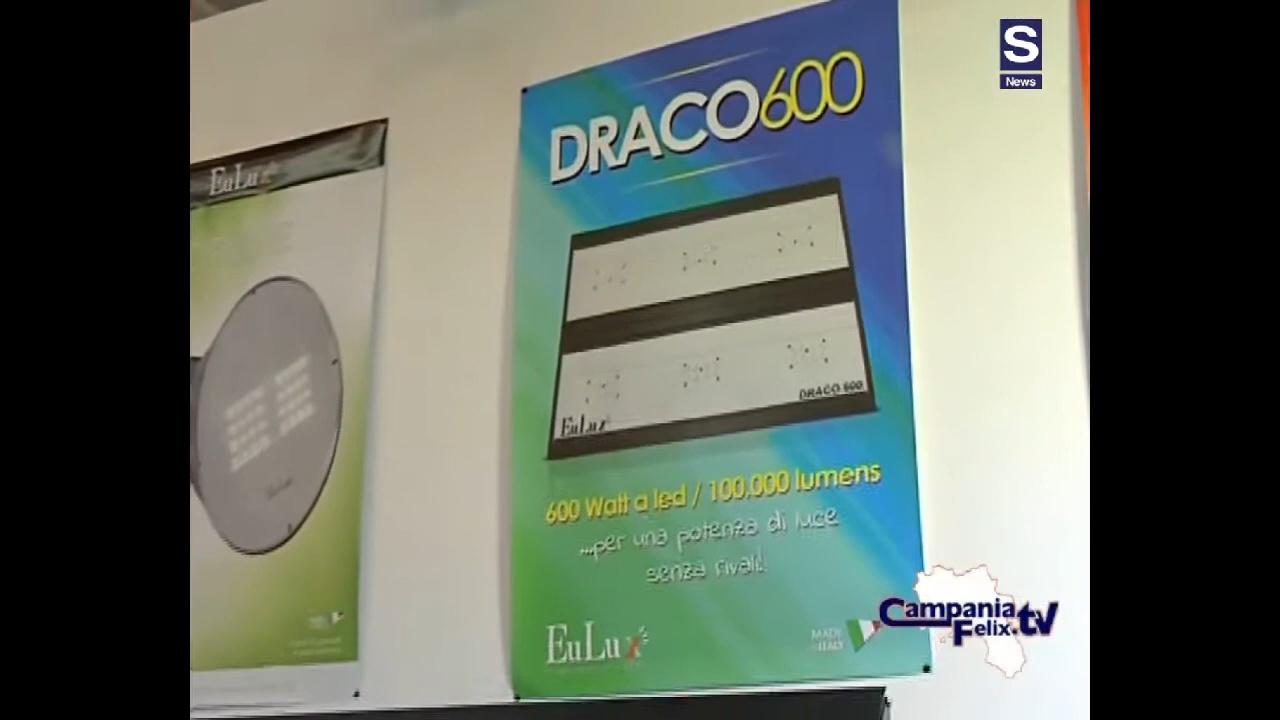 S
News
EuLux
DRACO600
EuLux
DRACO 600
600 Watt a led / 100.000 lumens
...per una potenza di luce
senza rivali!
EuLux
MADE
in ITALY
Campania
Felix.tv